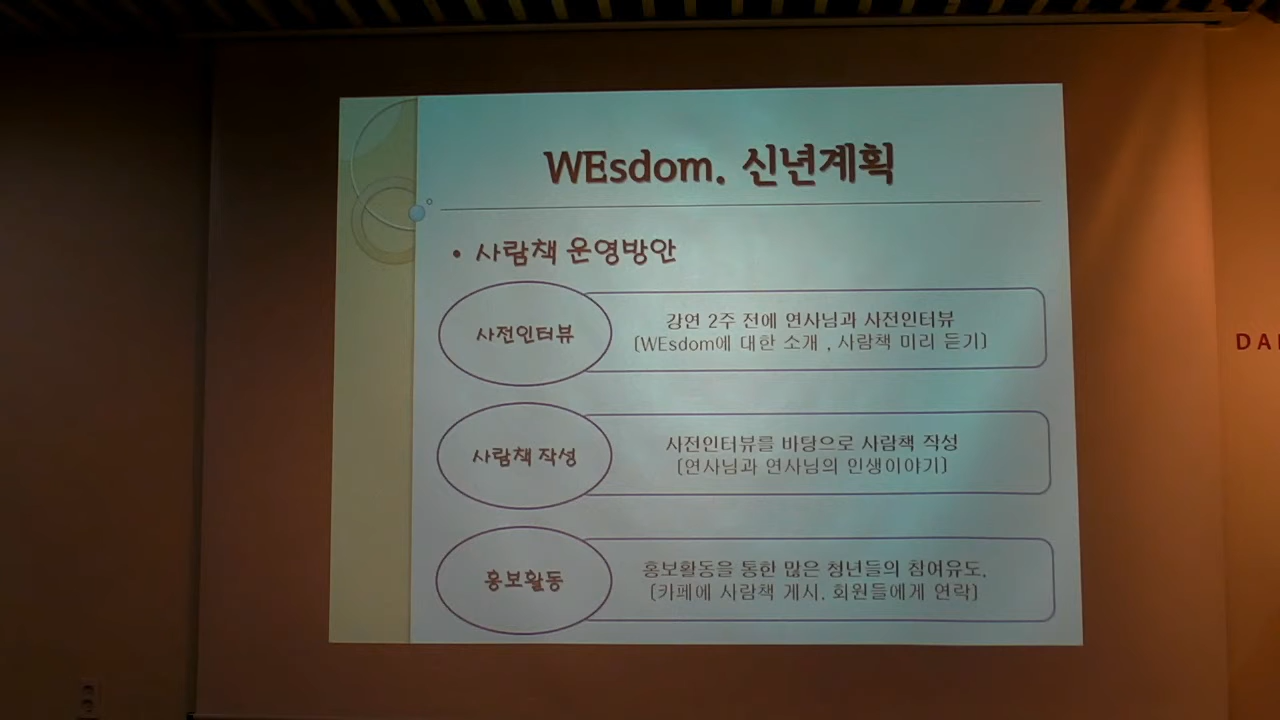 WEsdom. 신년계획
• 사람책 운영방안
사전인터뷰
강연 2주 전에 연사님과 사전인터뷰
(WEsdom에 대한 소개 , 사람책 미리 듣기)
사람책 작성
사전인터뷰를 바탕으로 사람책 작성
(연사님과 연사님의 인생이야기)
홍보활동
홍보활동을 통한 많은 청년들의 참여유도.
(카페에 사람책 게시. 회원들에게 연락)